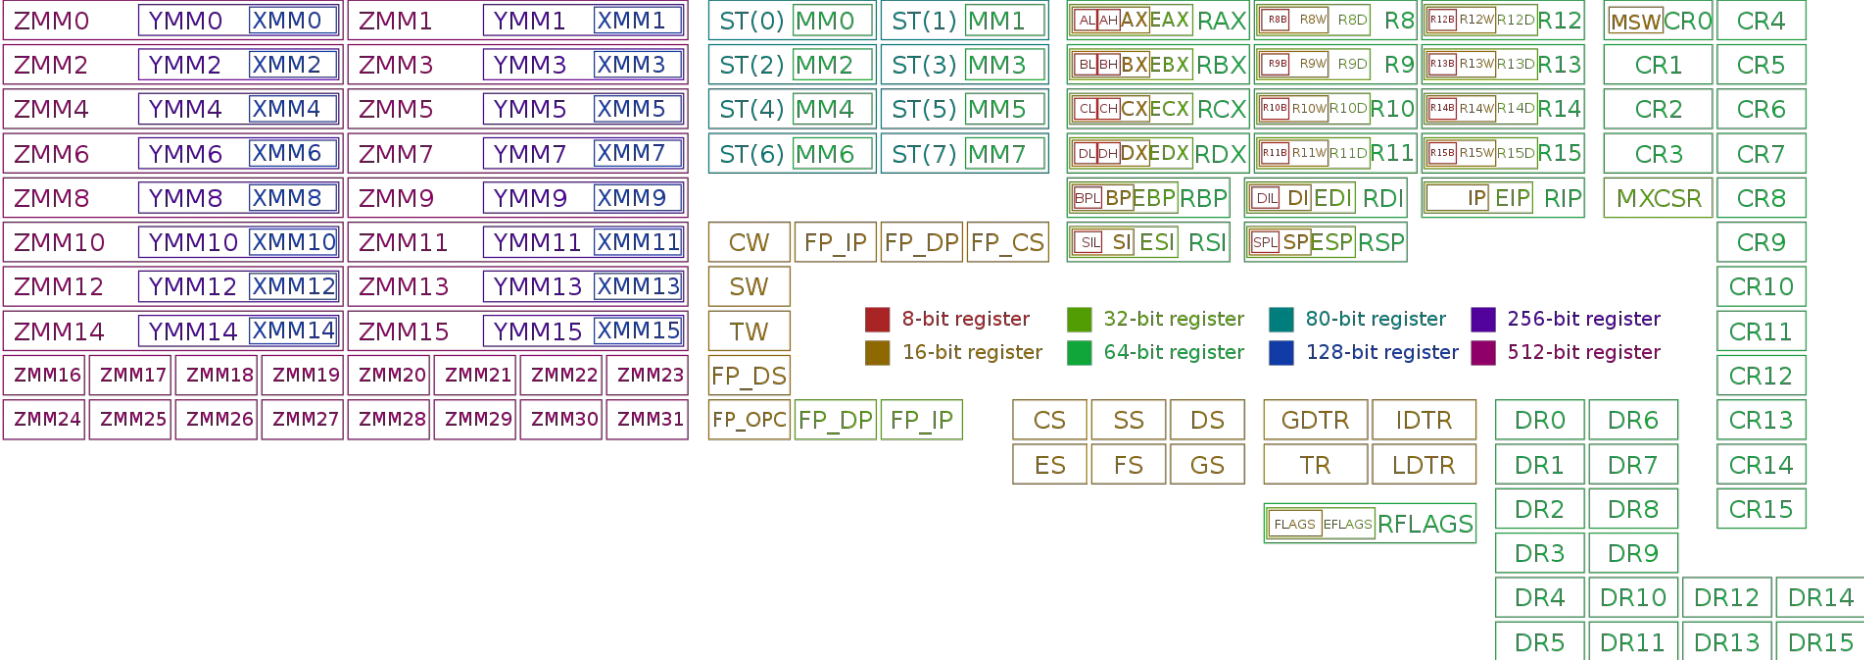 ZMM0 YMM0 XMM0 ZMM1 YMM1 XMM1 ST(0) MM0 ST(1) MM1 AL AH AX EAX RAX R8B R8W R8D R8 R12B R12W R12D R12 MSW CR0 CR4
ZMM2 YMM2 XMM2 ZMM3 YMM3 XMM3 ST(2) MM2 ST(3) MM3 BL BH BX EBX RBX R9B R9W R9D R9 R13B R13W R13D R13 CR1 CR5
ZMM4 YMM4 XMM4 ZMM5 YMM5 XMM5 ST(4) MM4 ST(5) MM5 CL CH CX ECX RCX R10B R10W R10D R10 R14B R14W R14D R14 CR2 CR6
ZMM6 YMM6 XMM6 ZMM7 YMM7 XMM7 ST(6) MM6 ST(7) MM7 DL DH DX EDX RDX R11B R11W R11D R11 R15B R15W R15D R15 CR3 CR7
ZMM8 YMM8 XMM8 ZMM9 YMM9 XMM9 BPL BP EBP RBP DIL DI EDI RDI IP EIP RIP MXCSR CR8
ZMM10 YMM10 XMM10 ZMM11 YMM11 XMM11 CW FP_IP FP_DP FP_CS SIL SI ESI RSI SPL SP ESP RSP CR9
ZMM12 YMM12 XMM12 ZMM13 YMM13 XMM13 SW CR10
ZMM14 YMM14 XMM14 ZMM15 YMM15 XMM15 TW 8-bit register 32-bit register 80-bit register 256-bit register CR11
16-bit register 64-bit register 128-bit register 512-bit register
ZMM16 ZMM17 ZMM18 ZMM19 ZMM20 ZMM21 ZMM22 ZMM23 FP_DS CR12
ZMM24 ZMM25 ZMM26 ZMM27 ZMM28 ZMM29 ZMM30 ZMM31 FP_OPC FP_DP FP_IP CS SS DS GDTR IDTR DR0 DR6 CR13
ES FS GS TR LDTR DR1 DR7 CR14
FLAGS EFLAGS RFLAGS DR2 DR8 CR15
DR3 DR9
DR4 DR10 DR12 DR14
DR5 DR11 DR13 DR15